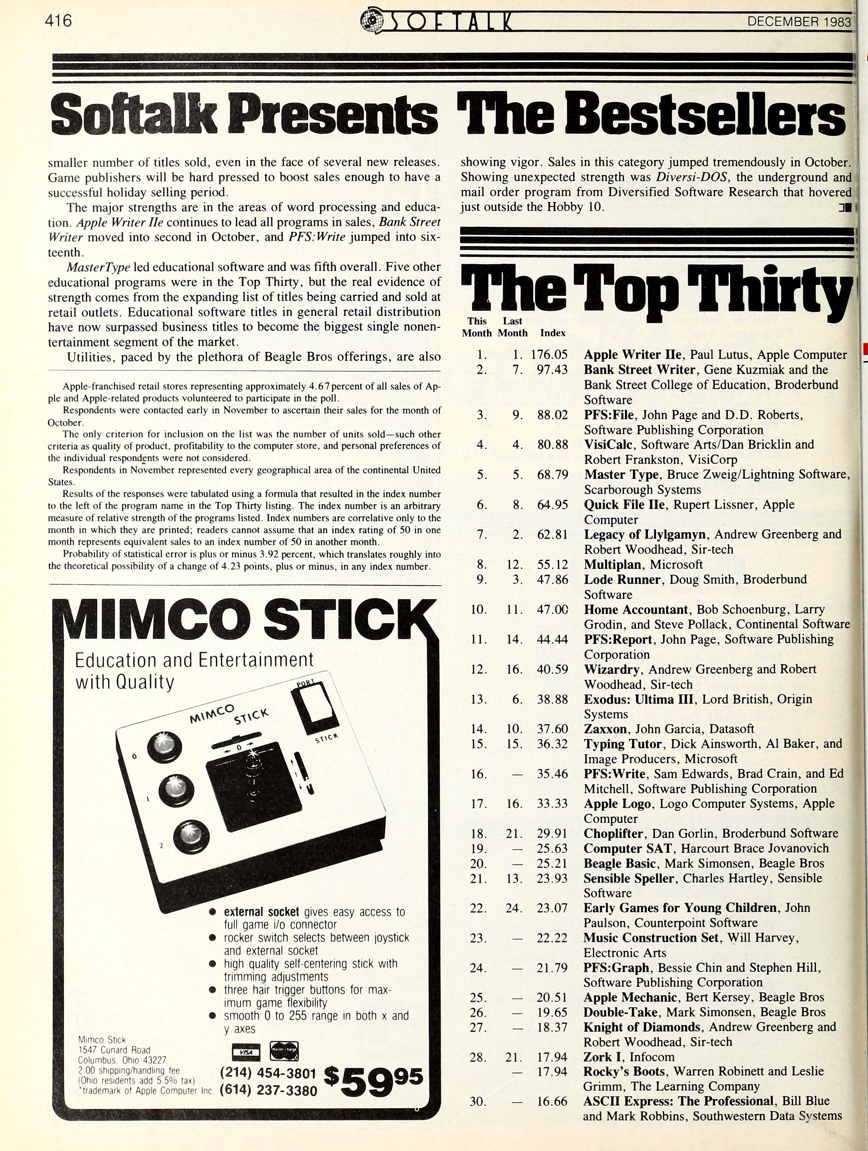 416
SOFTALK
DECEMBER 1983
Softalk Presents The Bestsellers
smaller number of titles sold, even in the face of several new releases.
Game publishers will be hard pressed to boost sales enough to have a
successful holiday selling period.
The major strengths are in the areas of word processing and educa-
tion. Apple Writer IIe continues to lead all programs in sales, Bank Street
Writer moved into second in October, and PFS:Write jumped into six-
teenth.
MasterType led educational software and was fifth overall. Five other
educational programs were in the Top Thirty, but the real evidence of
strength comes from the expanding list of titles being carried and sold at
retail outlets. Educational software titles in general retail distribution
have now surpassed business titles to become the biggest single nonen-
tertainment segment of the market.
Utilities, paced by the plethora of Beagle Bros offerings, are also
Apple-franchised retail stores representing approximately 4.67 percent of all sales of Ap-
ple and Apple-related products volunteered to participate in the poll.
Respondents were contacted early in November to ascertain their sales for the month of
October.
The only criterion for inclusion on the list was the number of units sold—such other
criteria as quality of product, profitability to the computer store, and personal preferences of
the individual respondents were not considered.
Respondents in November represented every geographical area of the continental United
States.
Results of the responses were tabulated using a formula that resulted in the index number
to the left of the program name in the Top Thirty listing. The index number is an arbitrary
measure of relative strength of the programs listed. Index numbers are correlative only to the
month in which they are printed; readers cannot assume that an index rating of 50 in one
month represents equivalent sales to an index number of 50 in another month.
Probability of statistical error is plus or minus 3.92 percent, which translates roughly into
the theoretical possibility of a change of 4.23 points, plus or minus, in any index number.
MIMCO STICK
Education and Entertainment
with Quality
MIMCO
STICK
PORT
STICK
0
0
1
1
2
● external socket gives easy access to
full game i/o connector
● rocker switch selects between joystick
and external socket
● high quality self-centering stick with
trimming adjustments
● three hair trigger buttons for max-
imum game flexibility
● smooth 0 to 255 range in both x and
y axes
Mimco Stick
1547 Cunard Road
Columbus, Ohio 43227
2.00 shipping/handling fee
(Ohio residents add 5.5% tax)
*trademark of Apple Computer Inc.
VISA
(214) 454-3801
(614) 237-3380
$5995
showing vigor. Sales in this category jumped tremendously in October.
Showing unexpected strength was Diversi-DOS, the underground and
mail order program from Diversified Software Research that hovered
just outside the Hobby 10.
The Top Thirty
This Last
Month Month Index
1. 1. 176.05 Apple Writer IIe, Paul Lutus, Apple Computer
2. 7. 97.43 Bank Street Writer, Gene Kuzmiak and the
Bank Street College of Education, Broderbund
Software
3. 9. 88.02 PFS:File, John Page and D.D. Roberts,
Software Publishing Corporation
4. 4. 80.88 VisiCalc, Software Arts/Dan Bricklin and
Robert Frankston, VisiCorp
5. 5. 68.79 Master Type, Bruce Zweig/Lightning Software,
Scarborough Systems
6. 8. 64.95 Quick File IIe, Rupert Lissner, Apple
Computer
7. 2. 62.81 Legacy of Llylgamyn, Andrew Greenberg and
Robert Woodhead, Sir-tech
8. 12. 55.12 Multiplan, Microsoft
9. 3. 47.86 Lode Runner, Doug Smith, Broderbund
Software
10. 11. 47.00 Home Accountant, Bob Schoenburg, Larry
Grodin, and Steve Pollack, Continental Software
11. 14. 44.44 PFS:Report, John Page, Software Publishing
Corporation
12. 16. 40.59 Wizardry, Andrew Greenberg and Robert
Woodhead, Sir-tech
13. 6. 38.88 Exodus: Ultima III, Lord British, Origin
Systems
14. 10. 37.60 Zaxxon, John Garcia, Datasoft
15. 15. 36.32 Typing Tutor, Dick Ainsworth, Al Baker, and
Image Producers, Microsoft
16. — 35.46 PFS:Write, Sam Edwards, Brad Crain, and Ed
Mitchell, Software Publishing Corporation
17. 16. 33.33 Apple Logo, Logo Computer Systems, Apple
Computer
18. 21. 29.91 Choplifter, Dan Gorlin, Broderbund Software
19. — 25.63 Computer SAT, Harcourt Brace Jovanovich
20. — 25.21 Beagle Basic, Mark Simonsen, Beagle Bros
21. 13. 23.93 Sensible Speller, Charles Hartley, Sensible
Software
22. 24. 23.07 Early Games for Young Children, John
Paulson, Counterpoint Software
23. — 22.22 Music Construction Set, Will Harvey,
Electronic Arts
24. — 21.79 PFS:Graph, Bessie Chin and Stephen Hill,
Software Publishing Corporation
25. — 20.51 Apple Mechanic, Bert Kersey, Beagle Bros
26. — 19.65 Double-Take, Mark Simonsen, Beagle Bros
27. — 18.37 Knight of Diamonds, Andrew Greenberg and
Robert Woodhead, Sir-tech
28. 21. 17.94 Zork I, Infocom
— 17.94 Rocky's Boots, Warren Robinett and Leslie
Grimm, The Learning Company
30. — 16.66 ASCII Express: The Professional, Bill Blue
and Mark Robbins, Southwestern Data Systems